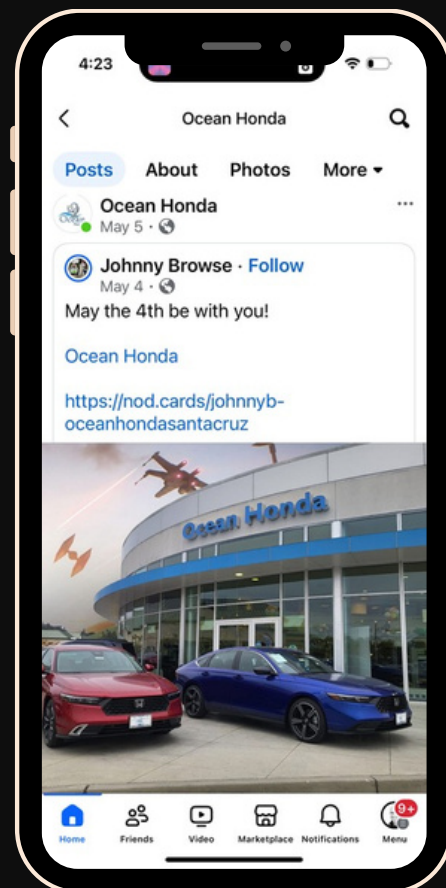 4:23
Ocean Honda
Posts About Photos More
Ocean Honda
May 5 ·
Johnny Browse · Follow
May 4 ·
May the 4th be with you!
Ocean Honda
https://nod.cards/johnnyb-
oceanhondasantacruz
Ocean Honda
Home Friends Video Marketplace Notifications Menu
9+